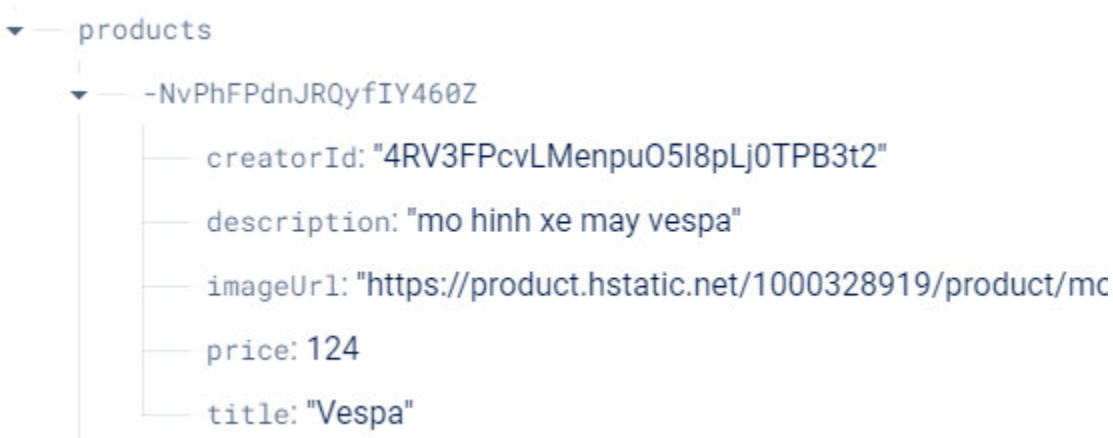 products
-NvPhFPdnJRQyfIY460Z
creatorId: "4RV3FPcvLMenpuO5I8pLj0TPB3t2"
description: "mo hinh xe may vespa"
imageUrl: "https://product.hstatic.net/1000328919/product/mo
price: 124
title: "Vespa"